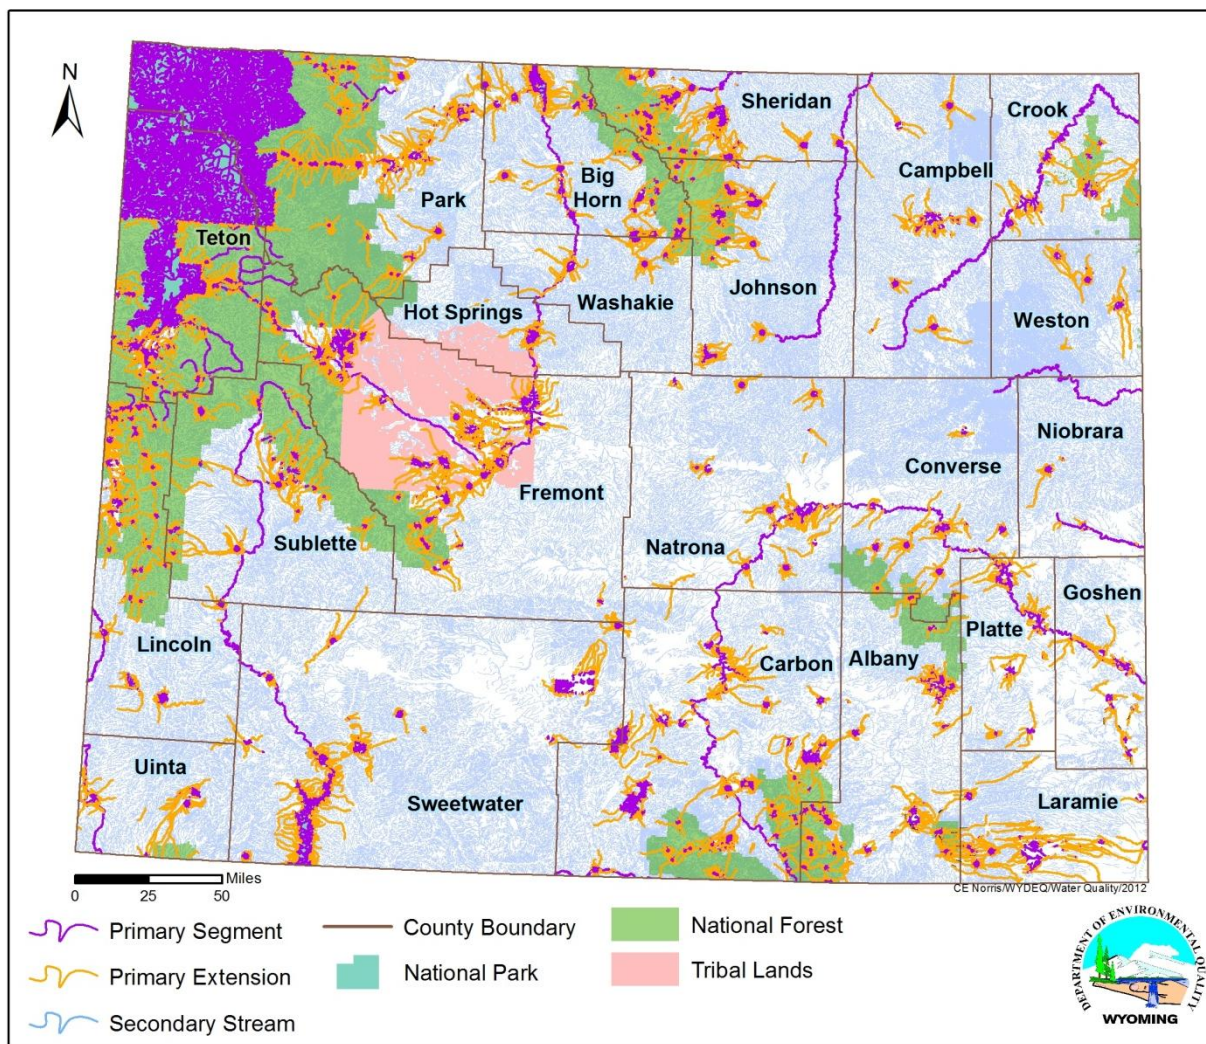 N
Sheridan
Crook
Campbell
Big
Horn
Park
Teton
Johnson
Washakie
Hot Springs
Weston
Niobrara
Converse
Fremont
Natrona
Sublette
Goshen
Platte
Lincoln
Carbon
Albany
Uinta
Sweetwater
Laramie
Miles
0 25 50
CE Norris/WYDEQ/Water Quality/2012
Primary Segment
Primary Extension
Secondary Stream
County Boundary
National Park
National Forest
Tribal Lands
DEPARTMENT OF ENVIRONMENTAL QUALITY
WYOMING